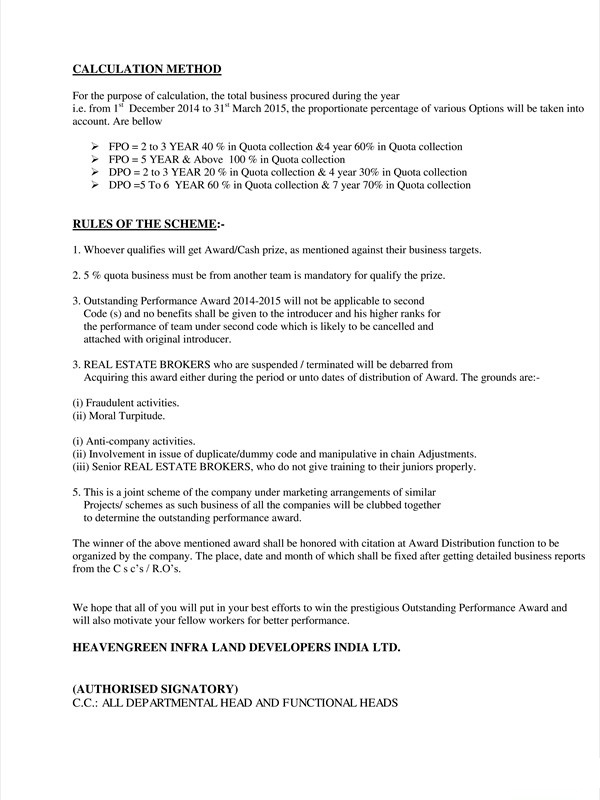 CALCULATION METHOD
For the purpose of calculation, the total business procured during the year
i.e. from 1st December 2014 to 31st March 2015, the proportionate percentage of various Options will be taken into
account. Are bellow
➢ FPO = 2 to 3 YEAR 40 % in Quota collection &4 year 60% in Quota collection
➢ FPO = 5 YEAR & Above 100 % in Quota collection
➢ DPO = 2 to 3 YEAR 20 % in Quota collection & 4 year 30% in Quota collection
➢ DPO =5 To 6 YEAR 60 % in Quota collection & 7 year 70% in Quota collection
RULES OF THE SCHEME:-
1. Whoever qualifies will get Award/Cash prize, as mentioned against their business targets.
2. 5 % quota business must be from another team is mandatory for qualify the prize.
3. Outstanding Performance Award 2014-2015 will not be applicable to second
Code (s) and no benefits shall be given to the introducer and his higher ranks for
the performance of team under second code which is likely to be cancelled and
attached with original introducer.
3. REAL ESTATE BROKERS who are suspended / terminated will be debarred from
Acquiring this award either during the period or unto dates of distribution of Award. The grounds are:-
(i) Fraudulent activities.
(ii) Moral Turpitude.
(i) Anti-company activities.
(ii) Involvement in issue of duplicate/dummy code and manipulative in chain Adjustments.
(iii) Senior REAL ESTATE BROKERS, who do not give training to their juniors properly.
5. This is a joint scheme of the company under marketing arrangements of similar
Projects/ schemes as such business of all the companies will be clubbed together
to determine the outstanding performance award.
The winner of the above mentioned award shall be honored with citation at Award Distribution function to be
organized by the company. The place, date and month of which shall be fixed after getting detailed business reports
from the C s c's / R.O's.
We hope that all of you will put in your best efforts to win the prestigious Outstanding Performance Award and
will also motivate your fellow workers for better performance.
HEAVENGREEN INFRA LAND DEVELOPERS INDIA LTD.
(AUTHORISED SIGNATORY)
C.C.: ALL DEPARTMENTAL HEAD AND FUNCTIONAL HEADS